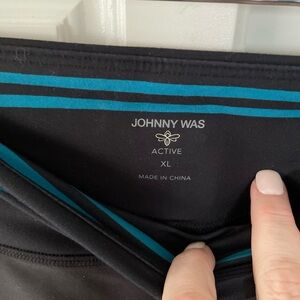 JOHNNY WAS
ACTIVE
XL
MADE IN CHINA